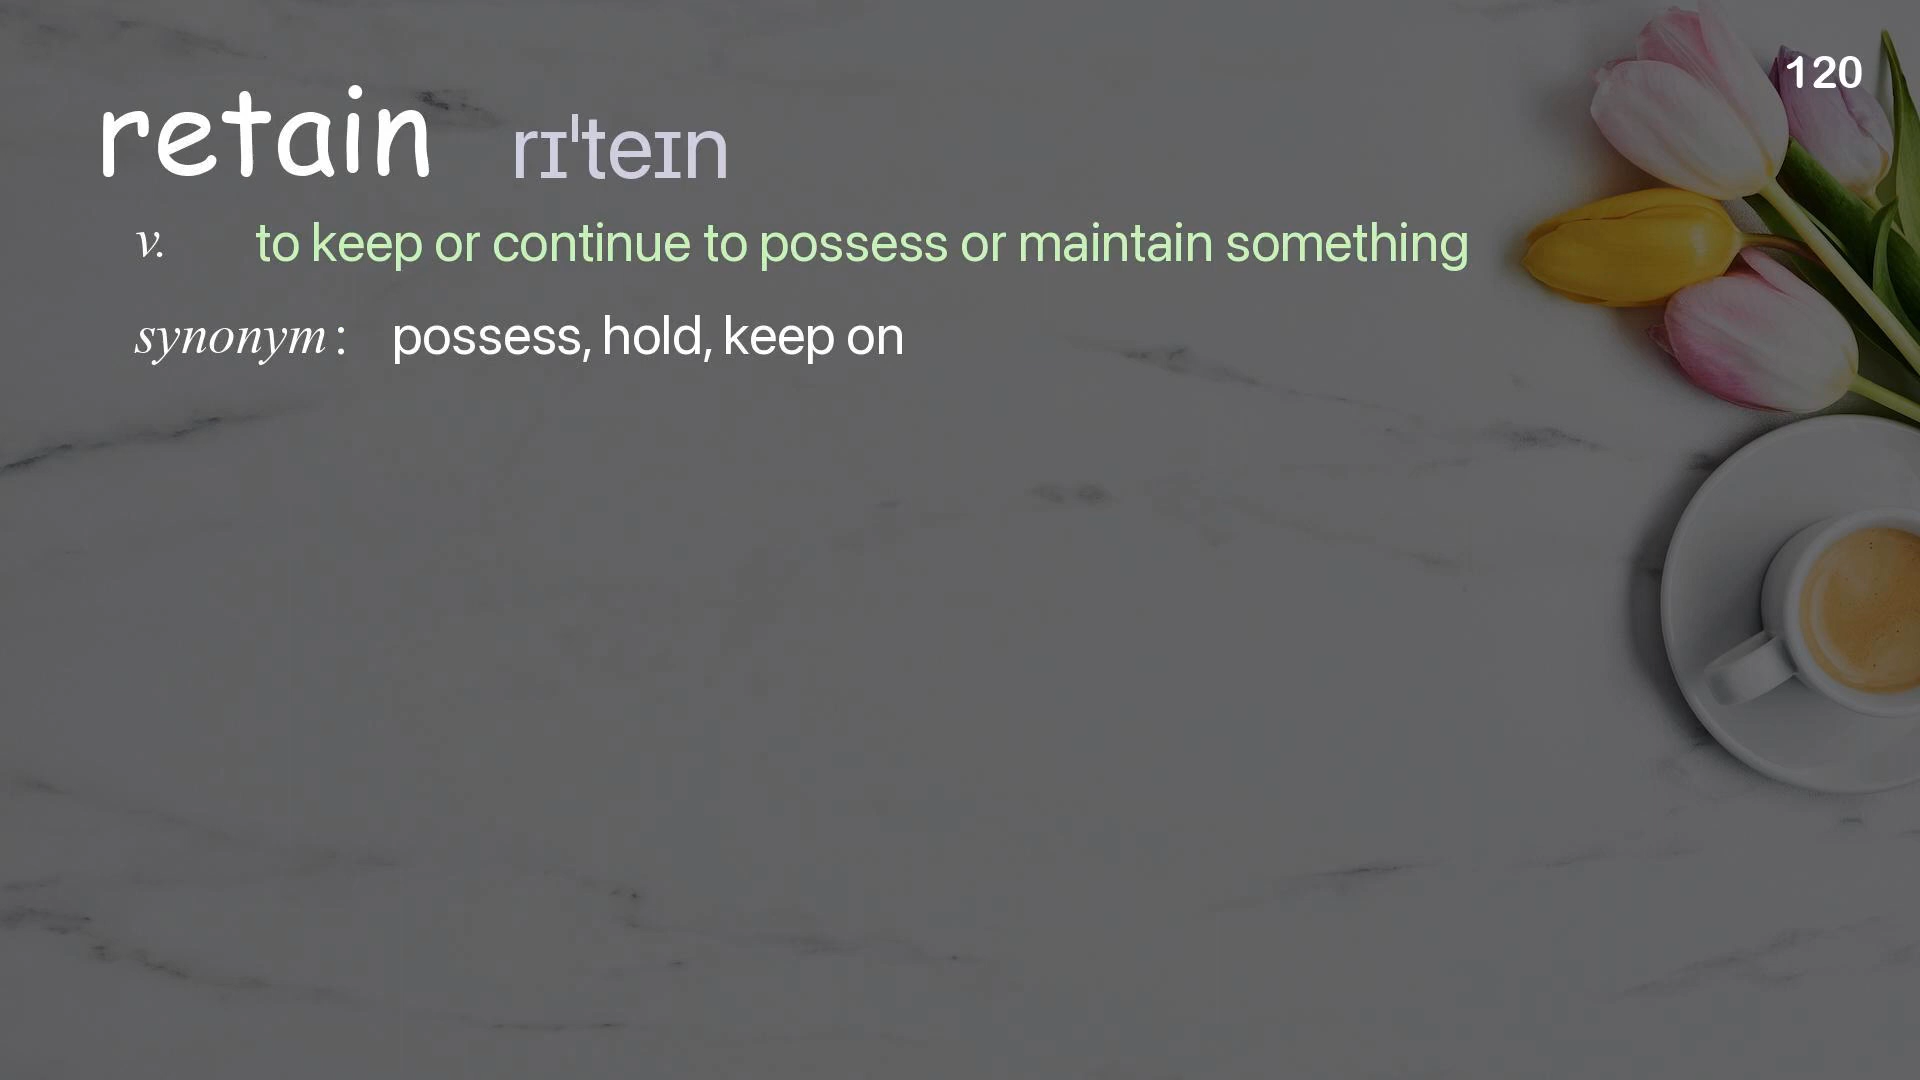 120
retain rɪˈteɪn
v. to keep or continue to possess or maintain something
synonym : possess, hold, keep on